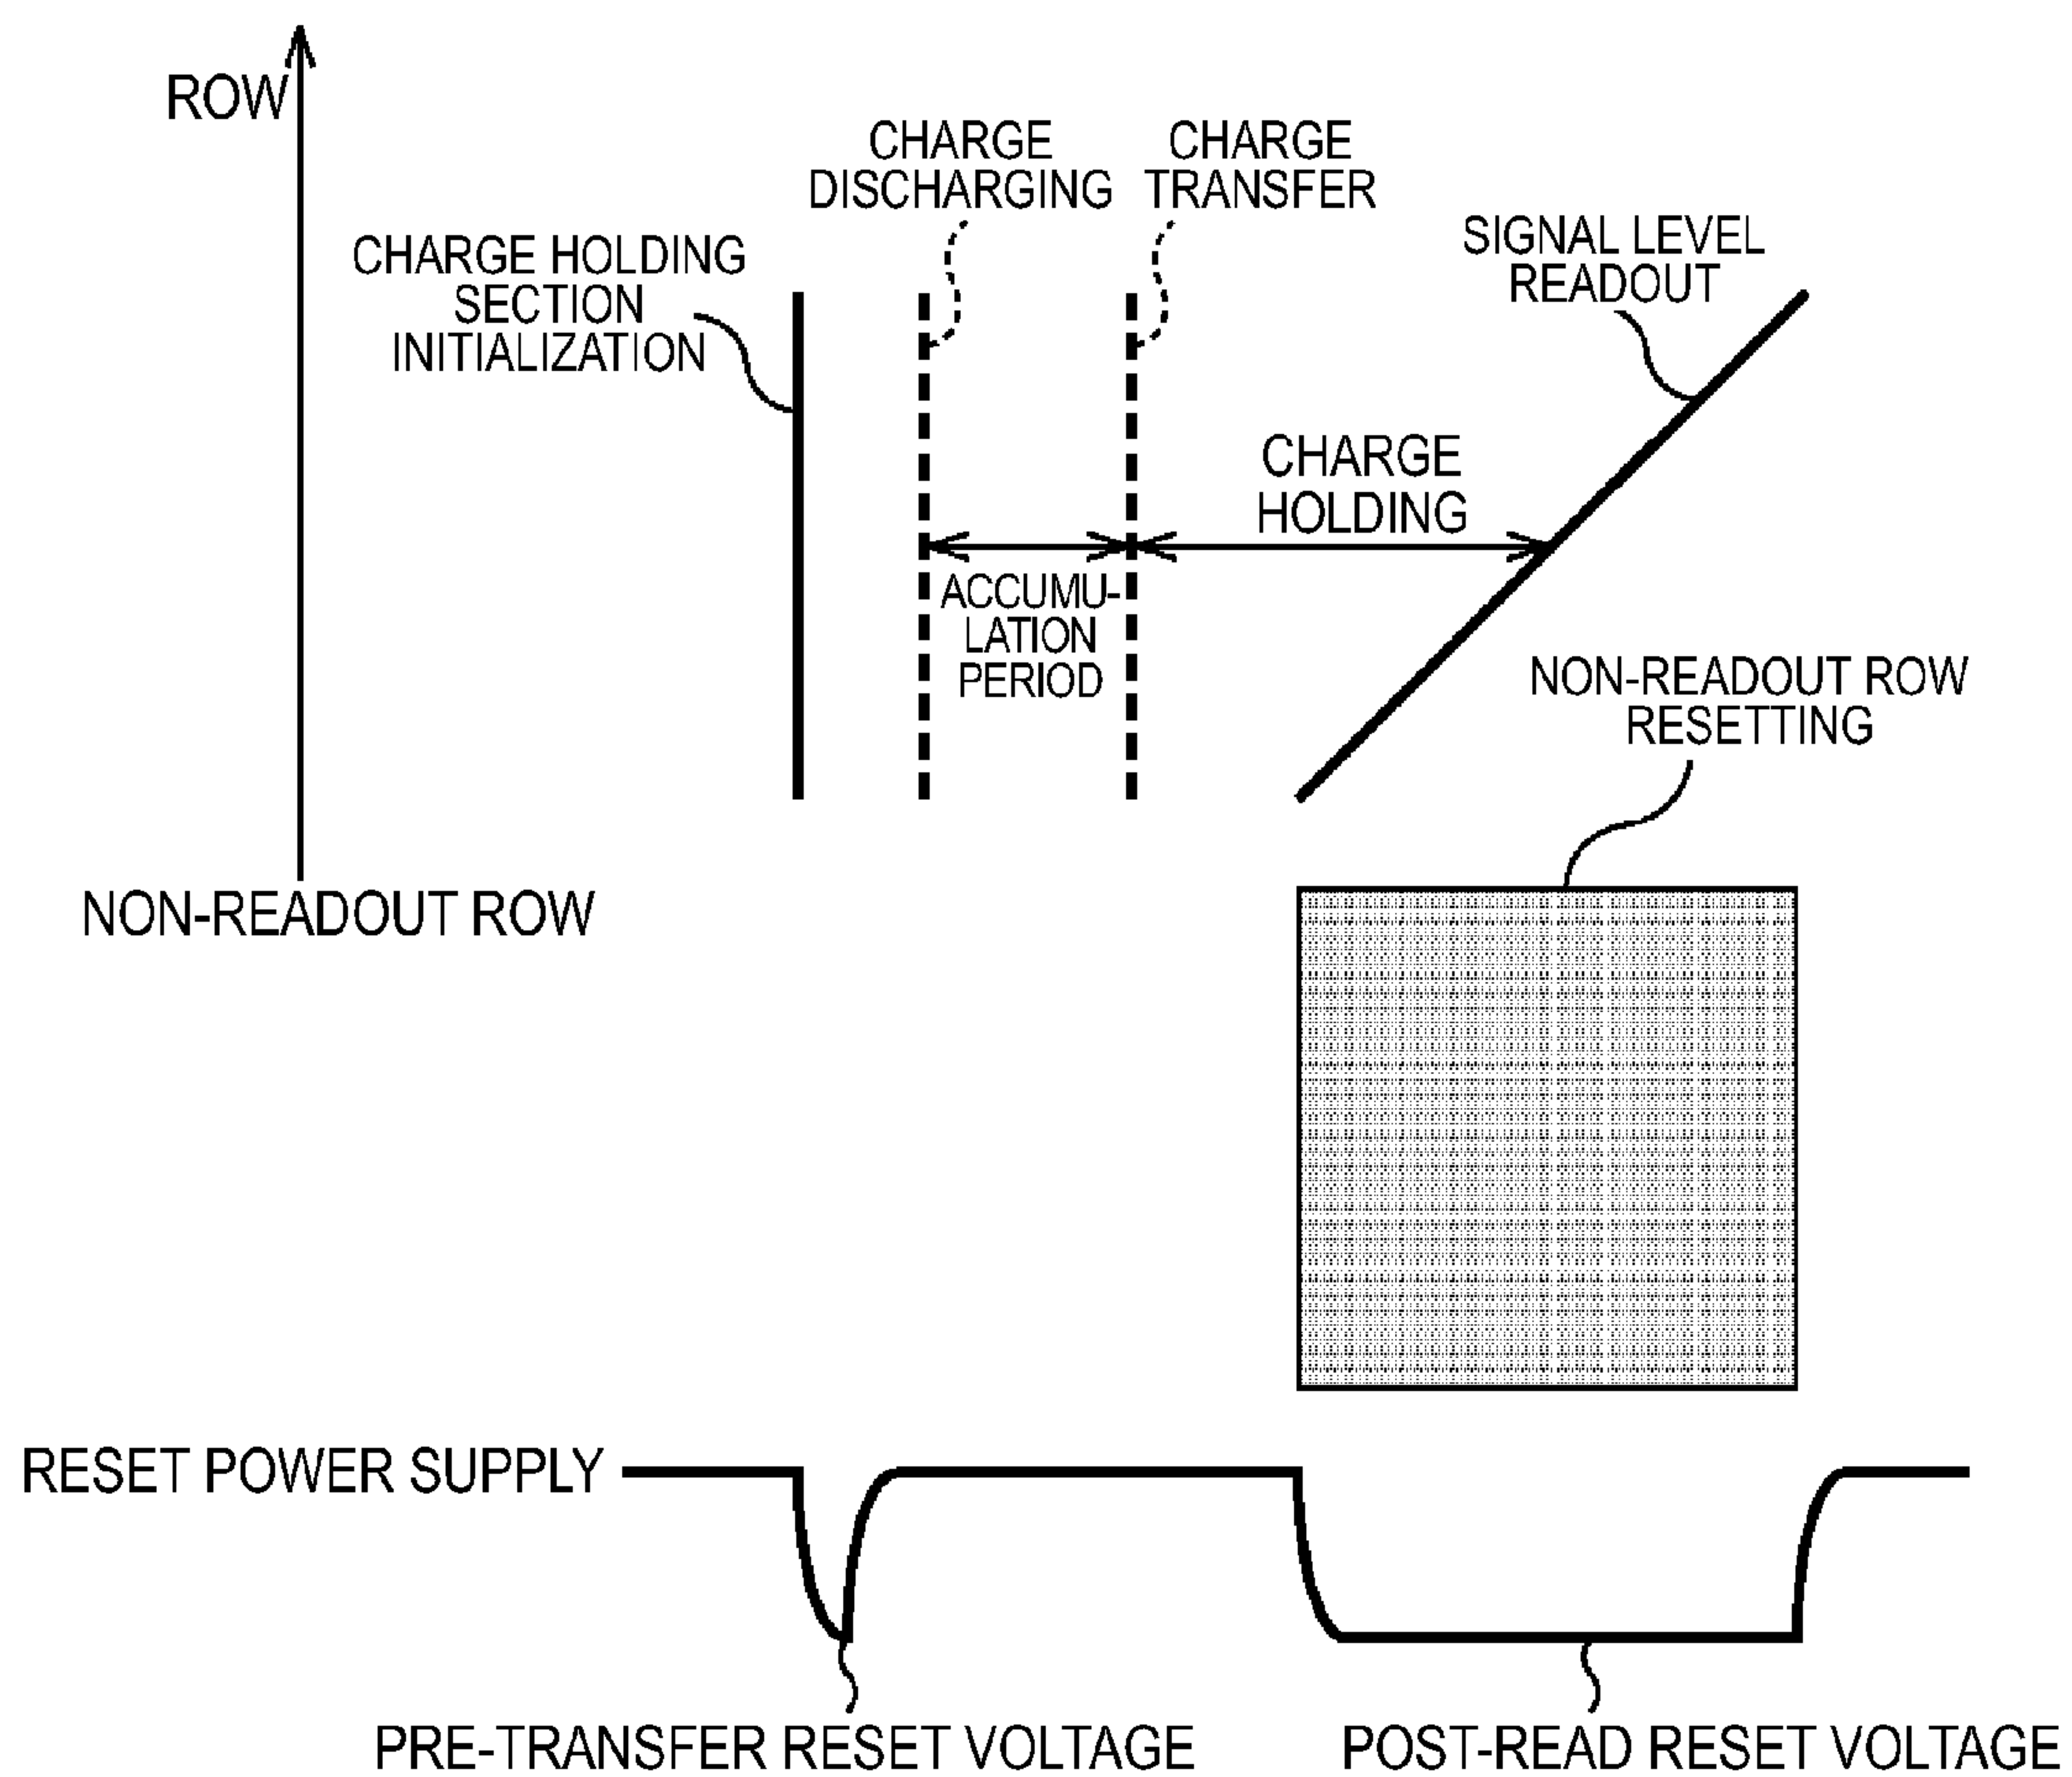 ROW
CHARGE
DISCHARGING
CHARGE
TRANSFER
CHARGE HOLDING
SECTION
INITIALIZATION
SIGNAL LEVEL
READOUT
CHARGE
HOLDING
ACCUMU-
LATION
PERIOD
NON-READOUT ROW
RESETTING
NON-READOUT ROW
RESET POWER SUPPLY
PRE-TRANSFER RESET VOLTAGE
POST-READ RESET VOLTAGE